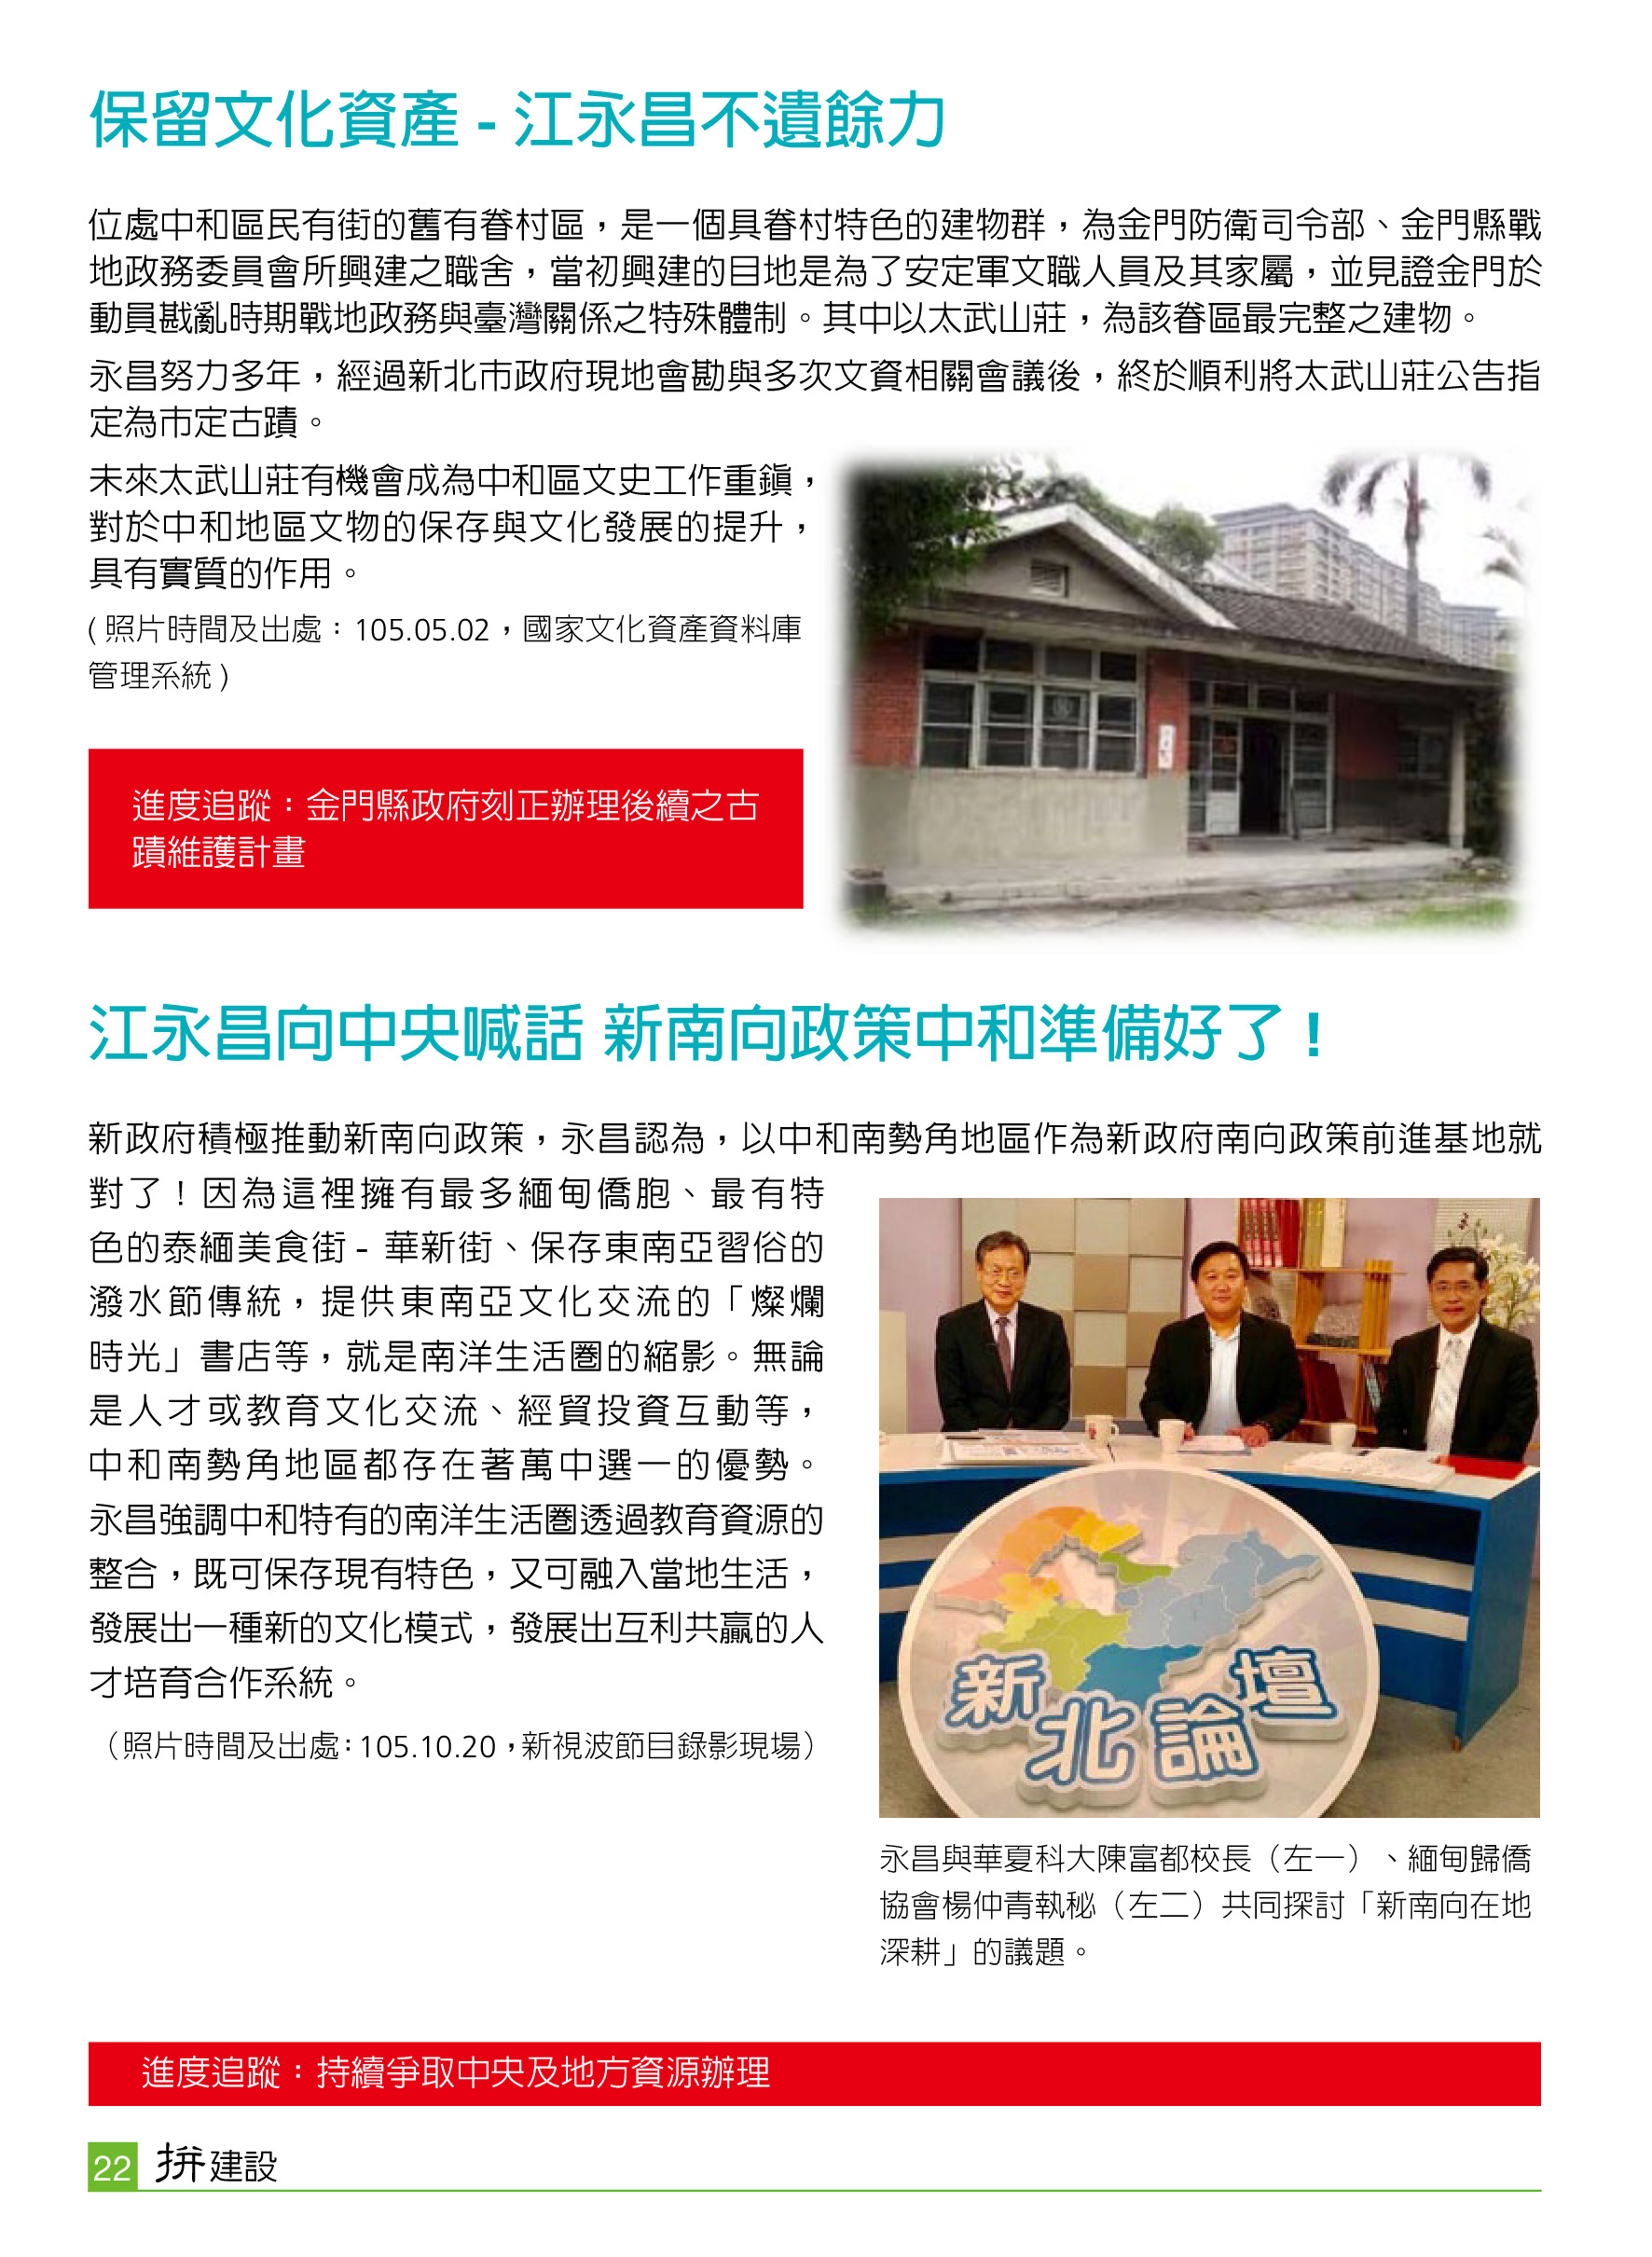 保留文化資產 - 江永昌不遺餘力
位處中和區民有街的舊有眷村區，是一個具眷村特色的建物群，為金門防衛司令部、金門縣戰
地政務委員會所興建之職舍，當初興建的目地是為了安定軍文職人員及其家屬，並見證金門於
動員戡亂時期戰地政務與臺灣關係之特殊體制。其中以太武山莊，為該眷區最完整之建物。
永昌努力多年，經過新北市政府現地會勘與多次文資相關會議後，終於順利將太武山莊公告指
定為市定古蹟。
未來太武山莊有機會成為中和區文史工作重鎮，
對於中和地區文物的保存與文化發展的提升，
具有實質的作用。
( 照片時間及出處：105.05.02，國家文化資產資料庫
管理系統 )
進度追蹤：金門縣政府刻正辦理後續之古
蹟維護計畫
江永昌向中央喊話 新南向政策中和準備好了！
新政府積極推動新南向政策，永昌認為，以中和南勢角地區作為新政府南向政策前進基地就
對了！因為這裡擁有最多緬甸僑胞、最有特
色的泰緬美食街 - 華新街、保存東南亞習俗的
潑水節傳統，提供東南亞文化交流的「燦爛
時光」書店等，就是南洋生活圈的縮影。無論
是人才或教育文化交流、經貿投資互動等，
中和南勢角地區都存在著萬中選一的優勢。
永昌強調中和特有的南洋生活圈透過教育資源的
整合，既可保存現有特色，又可融入當地生活，
發展出一種新的文化模式，發展出互利共贏的人
才培育合作系統。
（照片時間及出處：105.10.20，新視波節目錄影現場）
新北論壇
永昌與華夏科大陳富都校長（左一）、緬甸歸僑
協會楊仲青執秘（左二）共同探討「新南向在地
深耕」的議題。
進度追蹤：持續爭取中央及地方資源辦理
22 拚建設